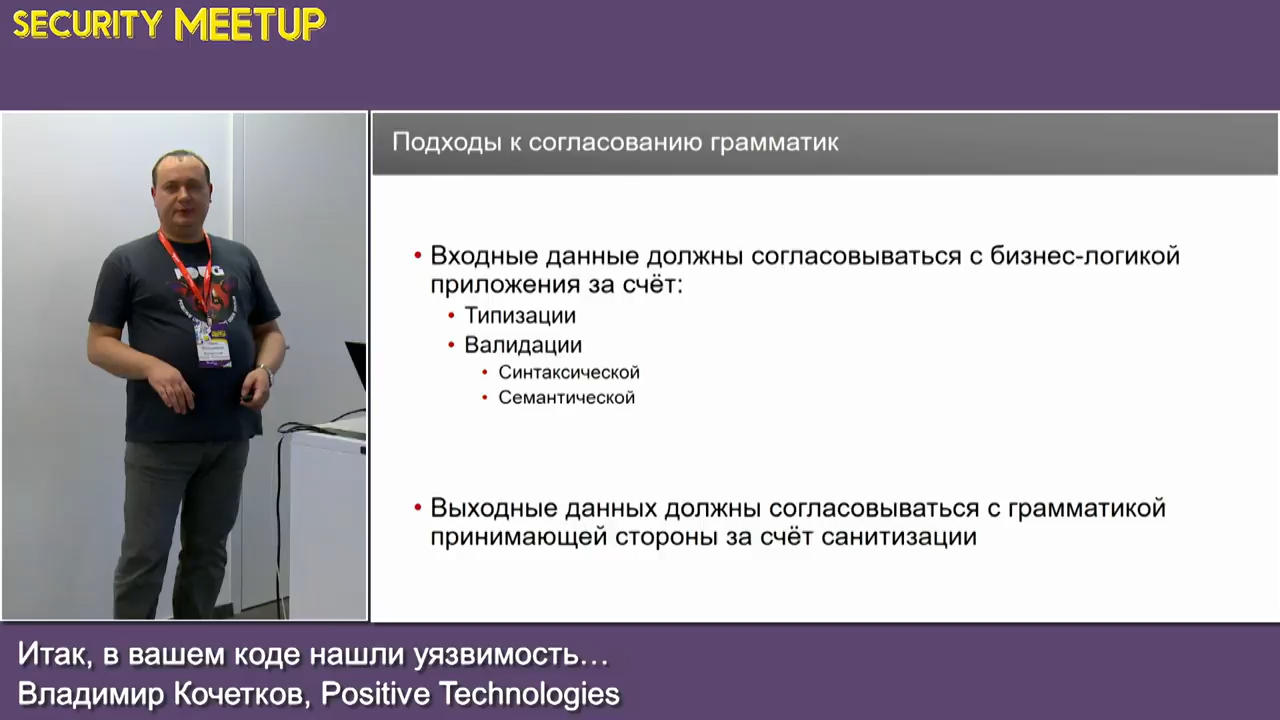 SECURITY MEETUP
Подходы к согласованию грамматик
• Входные данные должны согласовываться с бизнес-логикой
приложения за счёт:
• Типизации
• Валидации
• Синтаксической
• Семантической
• Выходные данных должны согласовываться с грамматикой
принимающей стороны за счёт санитизации
Итак, в вашем коде нашли уязвимость…
Владимир Кочетков, Positive Technologies